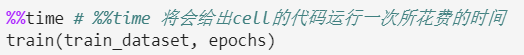 %%time # %%time 将会给出cell的代码运行一次所花费的时间
train(train_dataset, epochs)